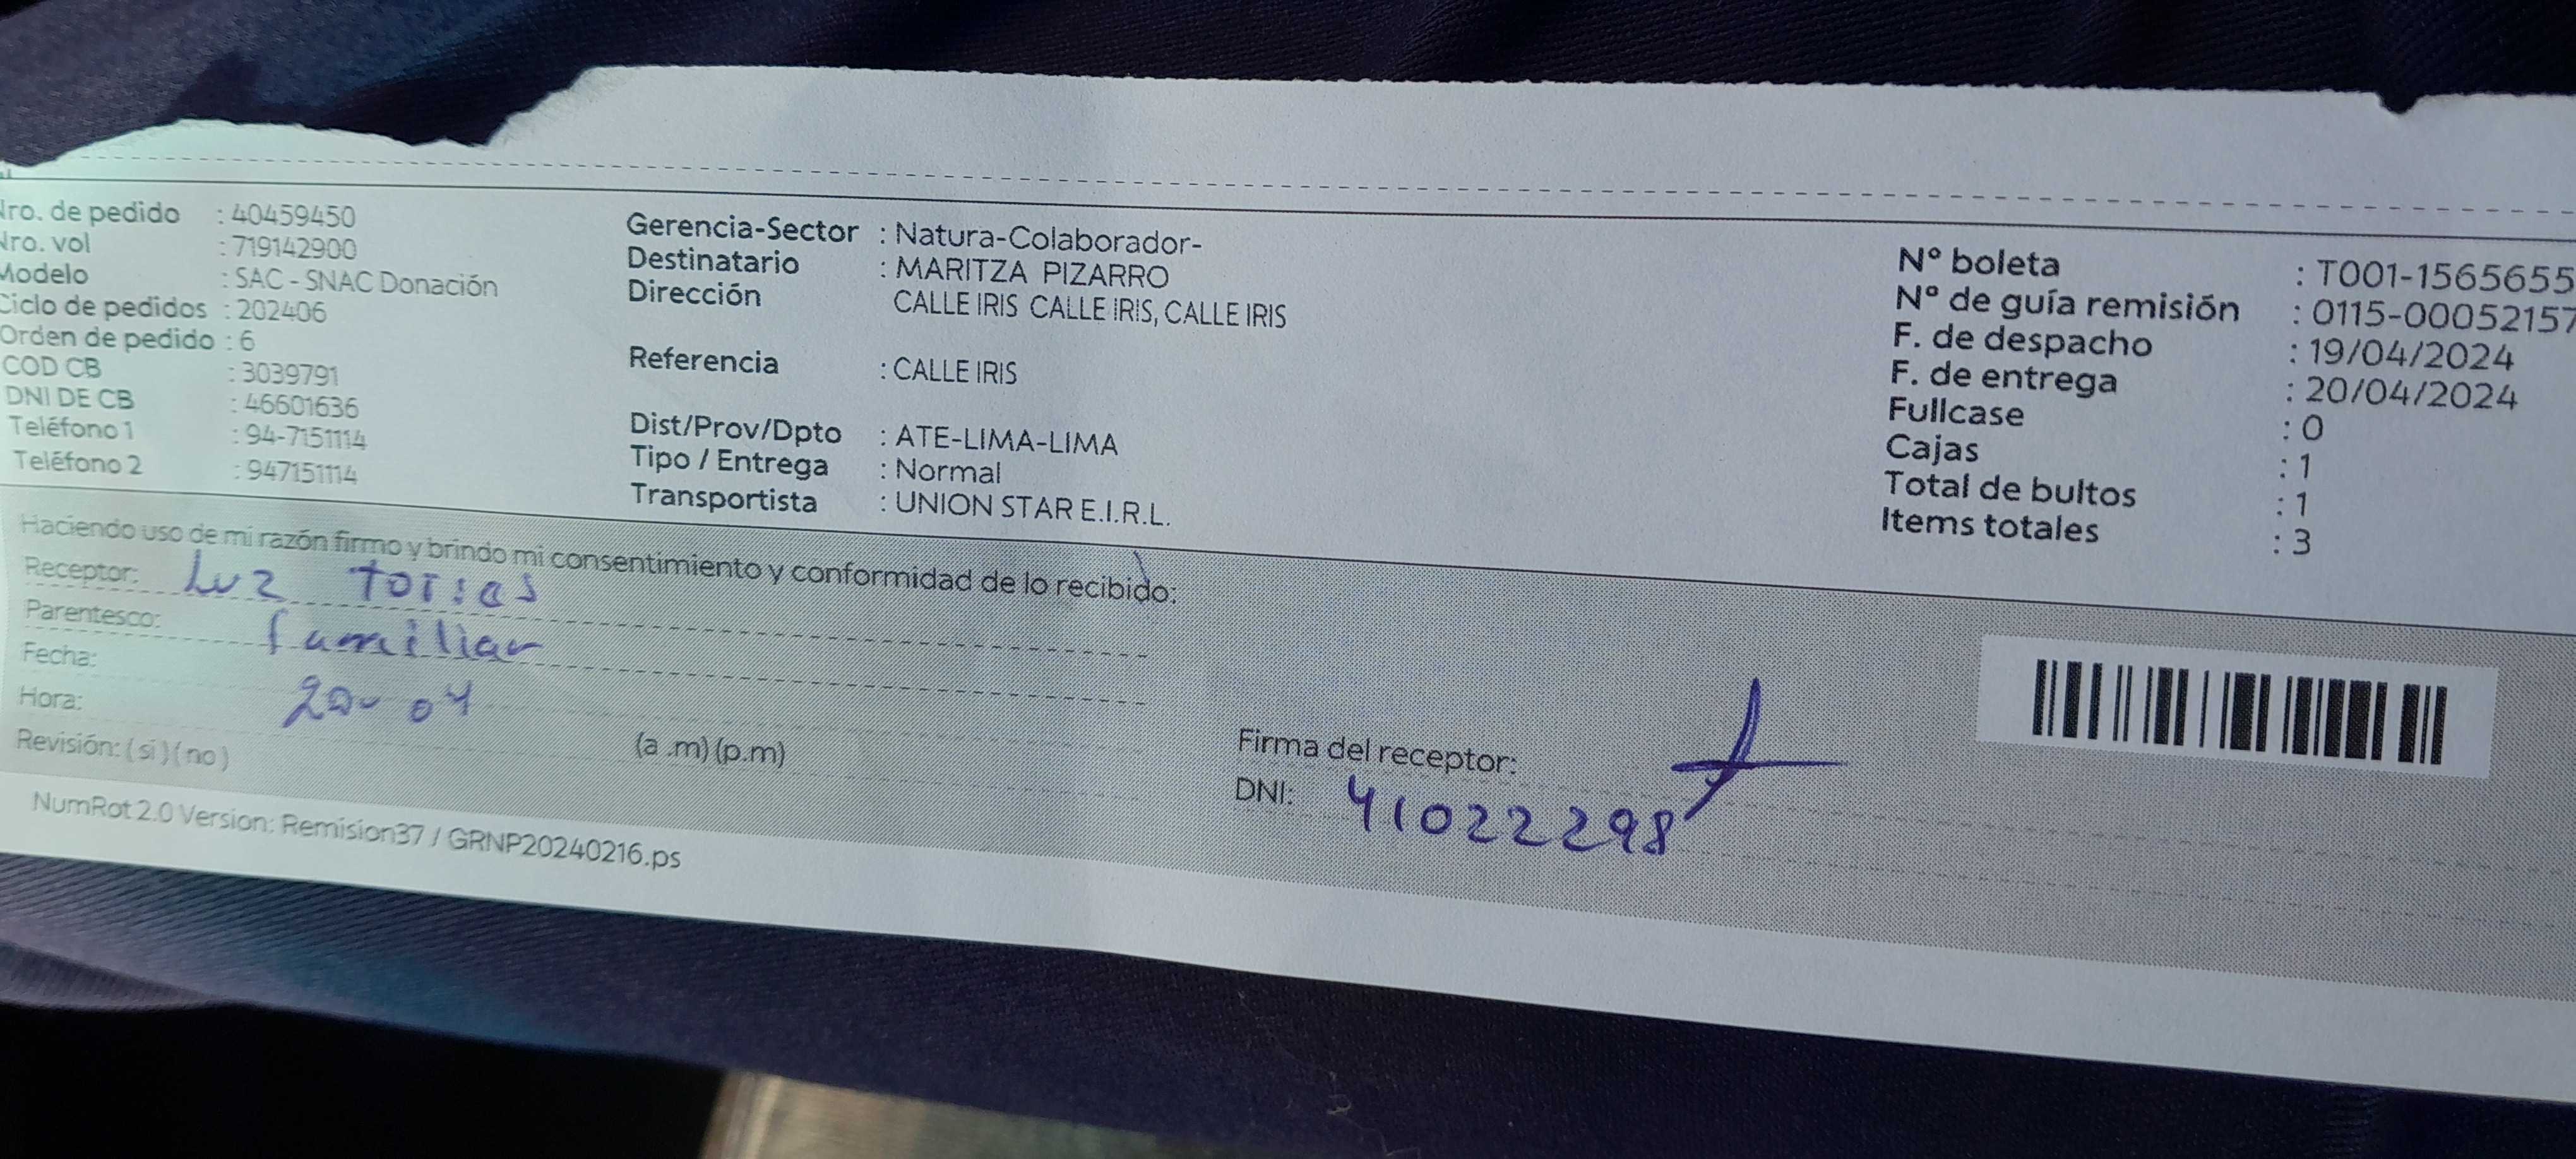 Nro. de pedido : 40459450
Nro. vol : 719142900
Modelo : SAC - SNAC Donación
Ciclo de pedidos : 202406
Orden de pedido : 6
COD CB : 3039791
DNI DE CB : 46601636
Teléfono 1 : 94-7151114
Teléfono 2 : 947151114
Gerencia-Sector : Natura-Colaborador-
Destinatario : MARITZA PIZARRO
Dirección CALLE IRIS CALLE IRIS, CALLE IRIS
Referencia : CALLE IRIS
Dist/Prov/Dpto : ATE-LIMA-LIMA
Tipo / Entrega : Normal
Transportista : UNION STAR E.I.R.L.
N° boleta : T001-1565655
N° de guía remisión : 0115-00052157
F. de despacho : 19/04/2024
F. de entrega : 20/04/2024
Fullcase : 0
Cajas : 1
Total de bultos : 1
Items totales : 3
Haciendo uso de mi razón firmo y brindo mi consentimiento y conformidad de lo recibido:
Receptor: Luz
Parentesco: familiar
Fecha: 20-04
Hora: (a .m) (p.m)
Revisión: ( si ) ( no )
Firma del receptor:
DNI: 41022298
NumRot 2.0 Version: Remision37 / GRNP20240216.ps